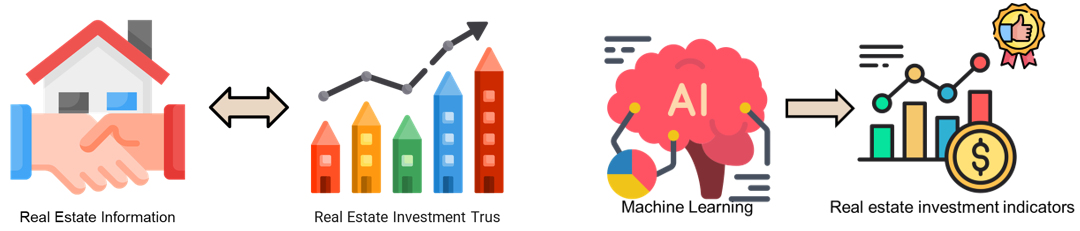 AI
$
Real Estate Information
Real Estate Investment Trus
Machine Learning
Real estate investment indicators